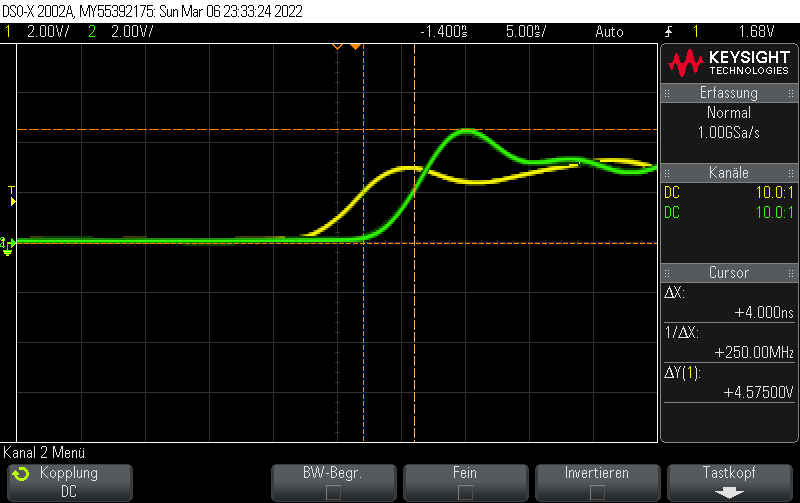 DSO-X 2002A, MY55392175: Sun Mar 06 23:33:24 2022
1 2.00V/ 2 2.00V/ -1.400ns 5.00ns/ Auto 1 1.68V
KEYSIGHT
TECHNOLOGIES
Erfassung
Normal
1.00GSa/s
Kanäle
DC 10.0:1
DC 10.0:1
Cursor
ΔX:
+4.000ns
1/ΔX:
+250.00MHz
ΔY(1):
+4.57500V
T
2
Kanal 2 Menü
Kopplung
DC
BW-Begr.
Fein
Invertieren
Tastkopf